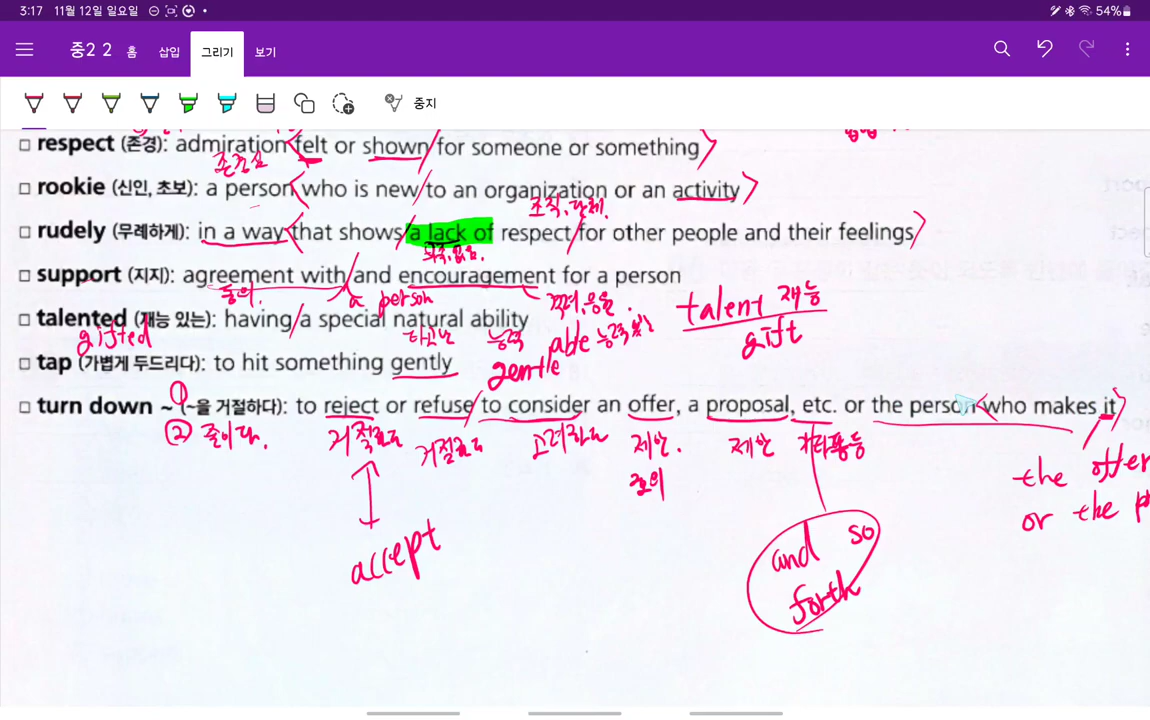 3:17 11월 12일 일요일 54%
중2 2 홈 삽입 그리기 보기
중지
□ respect (존경): admiration felt or shown for someone or something
존경심
□ rookie (신인, 초보): a person who is new to an organization or an activity
조직, 단체.
□ rudely (무례하게): in a way that shows a lack of respect for other people and their feelings
부족, 없음.
□ support (지지): agreement with and encouragement for a person
동의. a person 격려, 응원.
talent 재능
gift
□ talented (재능 있는): having a special natural ability
gifted 타고난 능력 able 능력있는
gentle
□ tap (가볍게 두드리다): to hit something gently
□ turn down ~ (~을 거절하다): to reject or refuse to consider an offer, a proposal, etc. or the person who makes it
① ② 줄이다. 거절하다 거절하다 고려하다 제안. 제안 기타등등
the offer
or the
accept
and so
forth